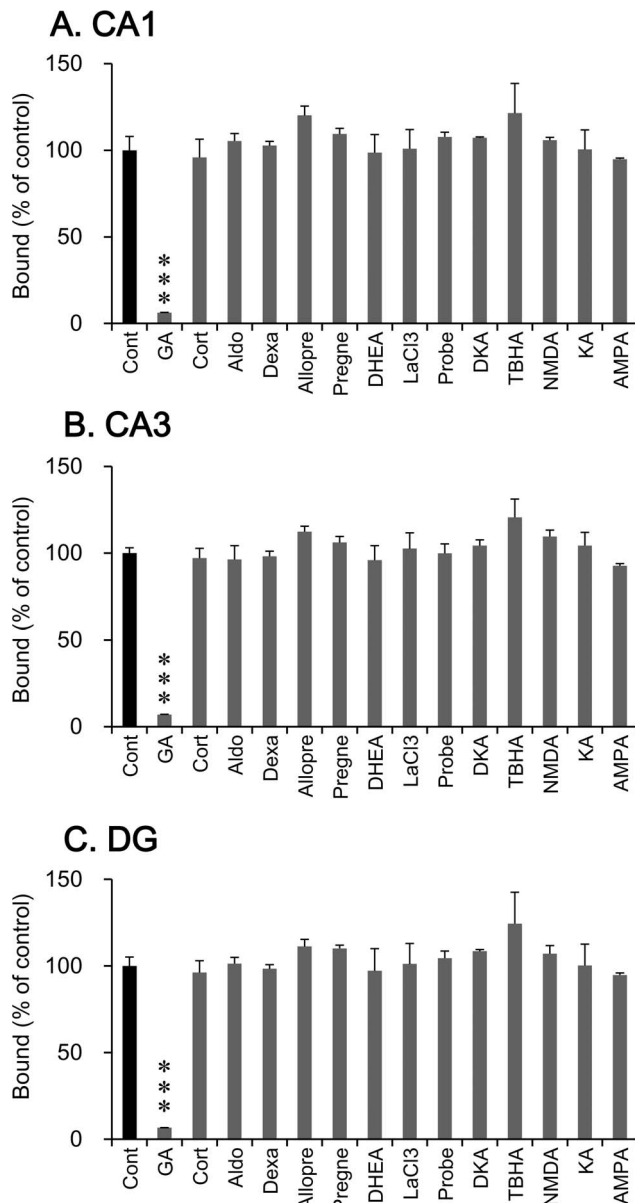 A. CA1
Bound (% of control)
150
100
50
0
***
Cont GA Cort Aldo Dexa Allopre Pregne DHEA LaCl3 Probe DKA TBHA NMDA KA AMPA
B. CA3
Bound (% of control)
150
100
50
0
***
Cont GA Cort Aldo Dexa Allopre Pregne DHEA LaCl3 Probe DKA TBHA NMDA KA AMPA
C. DG
Bound (% of control)
150
100
50
0
***
Cont GA Cort Aldo Dexa Allopre Pregne DHEA LaCl3 Probe DKA TBHA NMDA KA AMPA